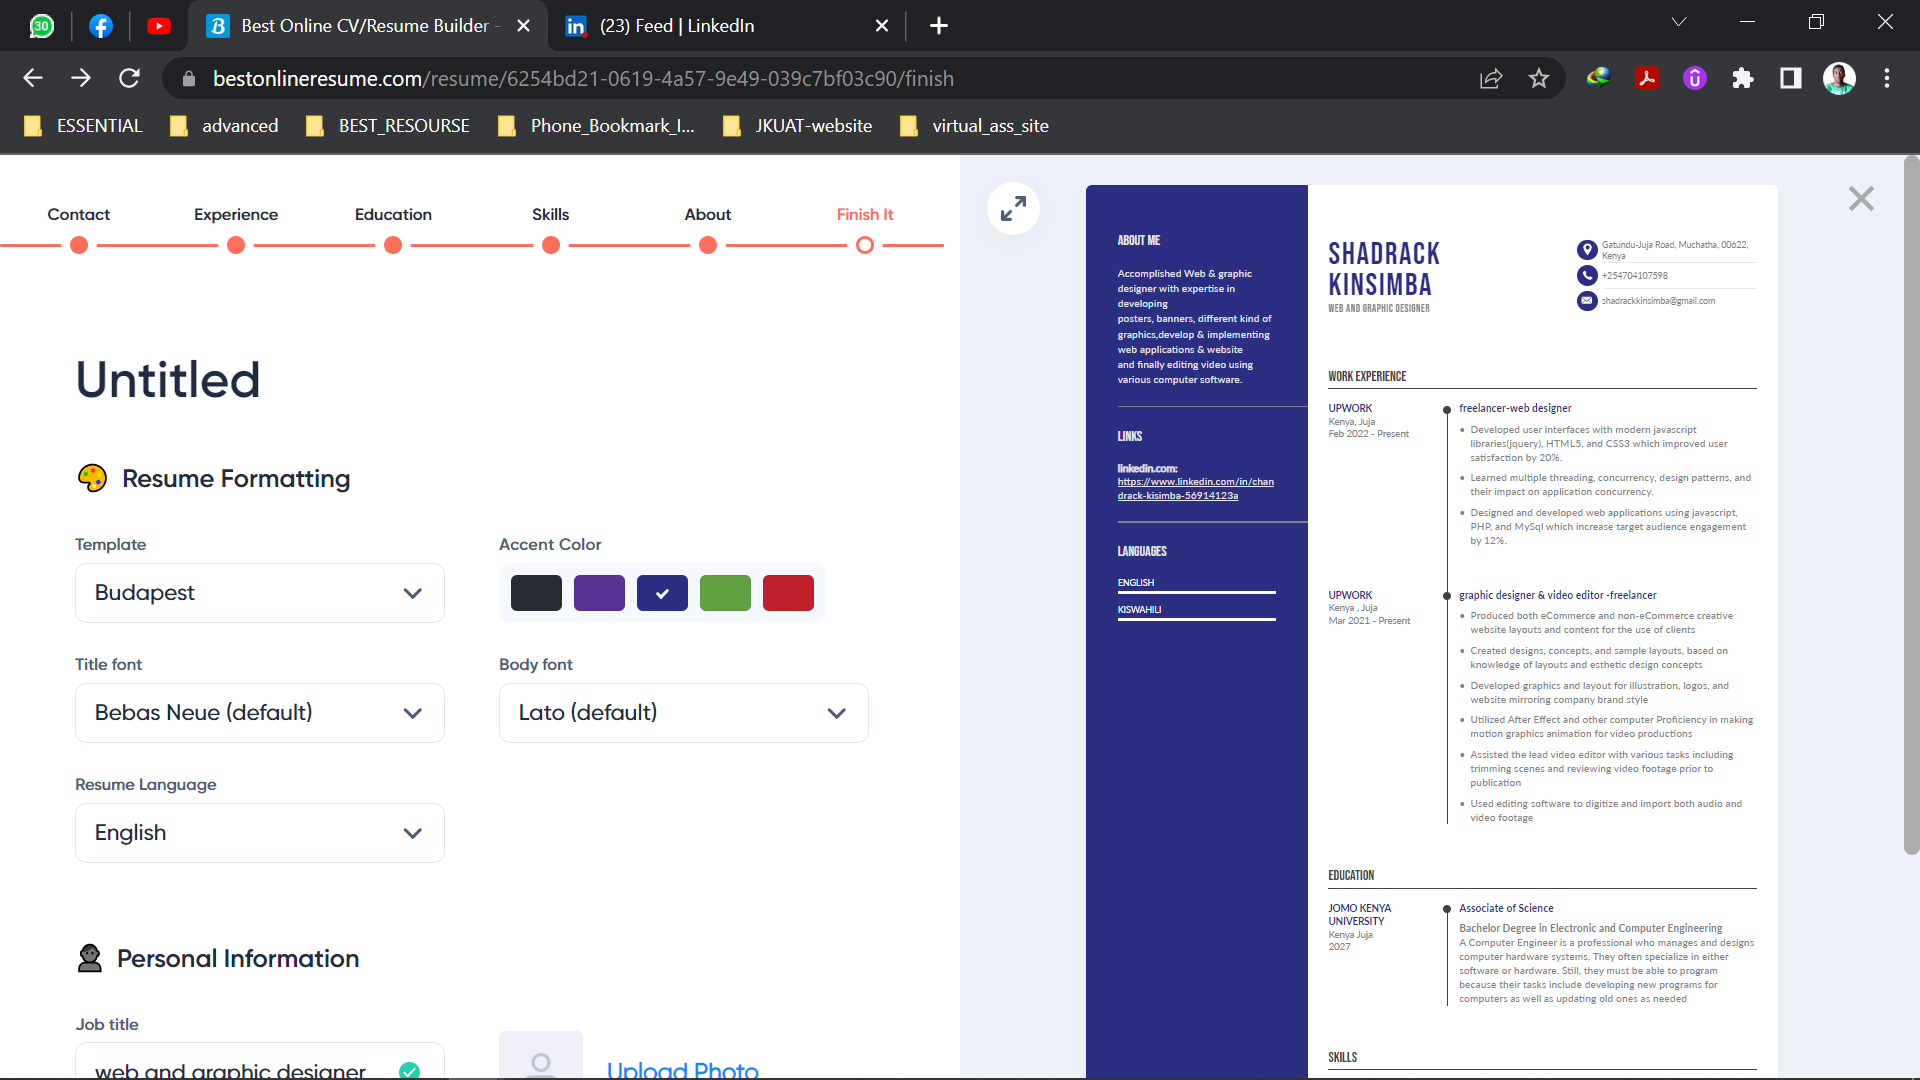 30
Best Online CV/Resume Builder -
(23) Feed | LinkedIn
bestonlineresume.com/resume/6254bd21-0619-4a57-9e49-039c7bf03c90/finish
ESSENTIAL
advanced
BEST_RESOURSE
Phone_Bookmark_I...
JKUAT-website
virtual_ass_site
Contact
Experience
Education
Skills
About
Finish It
Untitled
Resume Formatting
Template
Budapest
Accent Color
Title font
Bebas Neue (default)
Body font
Lato (default)
Resume Language
English
Personal Information
Job title
web and graphic designer
Upload Photo
ABOUT ME
Accomplished Web & graphic
designer with expertise in
developing
posters, banners, different kind of
graphics,develop & implementing
web applications & website
and finally editing video using
various computer software.
LINKS
linkedin.com:
https://www.linkedin.com/in/chan
drack-kisimba-56914123a
LANGUAGES
ENGLISH
KISWAHILI
SHADRACK
KINSIMBA
WEB AND GRAPHIC DESIGNER
Gatundu-Juja Road, Muchatha, 00622,
Kenya
+254704107598
shadrackkinsimba@gmail.com
WORK EXPERIENCE
UPWORK
Kenya, Juja
Feb 2022 - Present
freelancer-web designer
• Developed user interfaces with modern javascript
libraries(jquery), HTML5, and CSS3 which improved user
satisfaction by 20%.
• Learned multiple threading, concurrency, design patterns, and
their impact on application concurrency.
• Designed and developed web applications using javascript,
PHP, and MySql which increase target audience engagement
by 12%.
UPWORK
Kenya , Juja
Mar 2021 - Present
graphic designer & video editor -freelancer
• Produced both eCommerce and non-eCommerce creative
website layouts and content for the use of clients
• Created designs, concepts, and sample layouts, based on
knowledge of layouts and esthetic design concepts
• Developed graphics and layout for illustration, logos, and
website mirroring company brand style
• Utilized After Effect and other computer Proficiency in making
motion graphics animation for video productions
• Assisted the lead video editor with various tasks including
trimming scenes and reviewing video footage prior to
publication
• Used editing software to digitize and import both audio and
video footage
EDUCATION
JOMO KENYA
UNIVERSITY
Kenya Juja
2027
Associate of Science
Bachelor Degree in Electronic and Computer Engineering
A Computer Engineer is a professional who manages and designs
computer hardware systems. They often specialize in either
software or hardware. Still, they must be able to program
because their tasks include developing new programs for
computers as well as updating old ones as needed
SKILLS